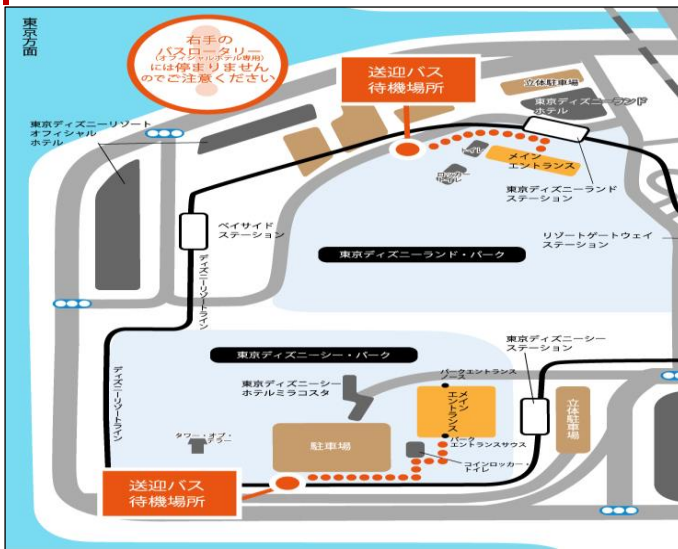 東京方面
右手の
バスロータリー
(オフィシャルホテル専用)
には停まりません
のでご注意ください
送迎バス
待機場所
立体駐車場
東京ディズニーランド
ホテル
東京ディズニーリゾート
オフィシャル
ホテル
トイレ
メイン
エントランス
東京ディズニーランド
ステーション
ベイサイド
ステーション
リゾートゲートウェイ
ステーション
東京ディズニーランド・パーク
ディズニーリゾートライン
東京ディズニーシー
ステーション
東京ディズニーシー・パーク
パークエントランス
ノース
東京ディズニーシー
ホテルミラコスタ
メイン
エントランス
ディズニーリゾートライン
立体駐車場
タワー・オブ・
テラー
駐車場
パーク
エントランスサウス
コインロッカー・
トイレ
送迎バス
待機場所